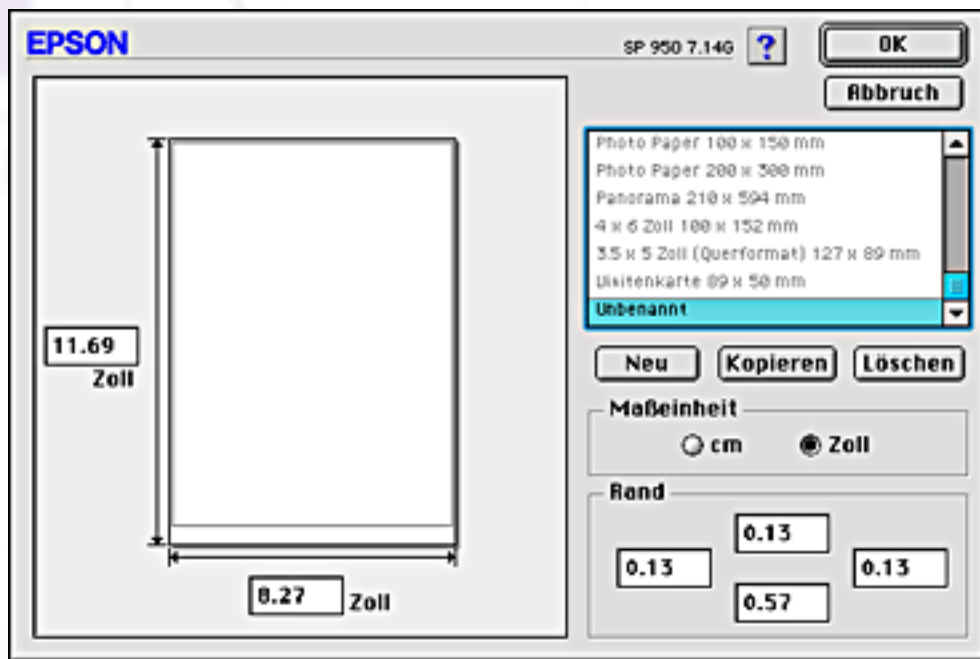 EPSON
SP 950 7.14G
?
OK
Abbruch
Photo Paper 100 x 150 mm
Photo Paper 200 x 300 mm
Panorama 210 x 594 mm
4 x 6 Zoll 100 x 152 mm
3.5 x 5 Zoll (Querformat) 127 x 89 mm
Visitenkarte 89 x 50 mm
Unbenannt
Neu
Kopieren
Löschen
11.69
Zoll
8.27 Zoll
Maßeinheit
cm
Zoll
Rand
0.13
0.13
0.13
0.57